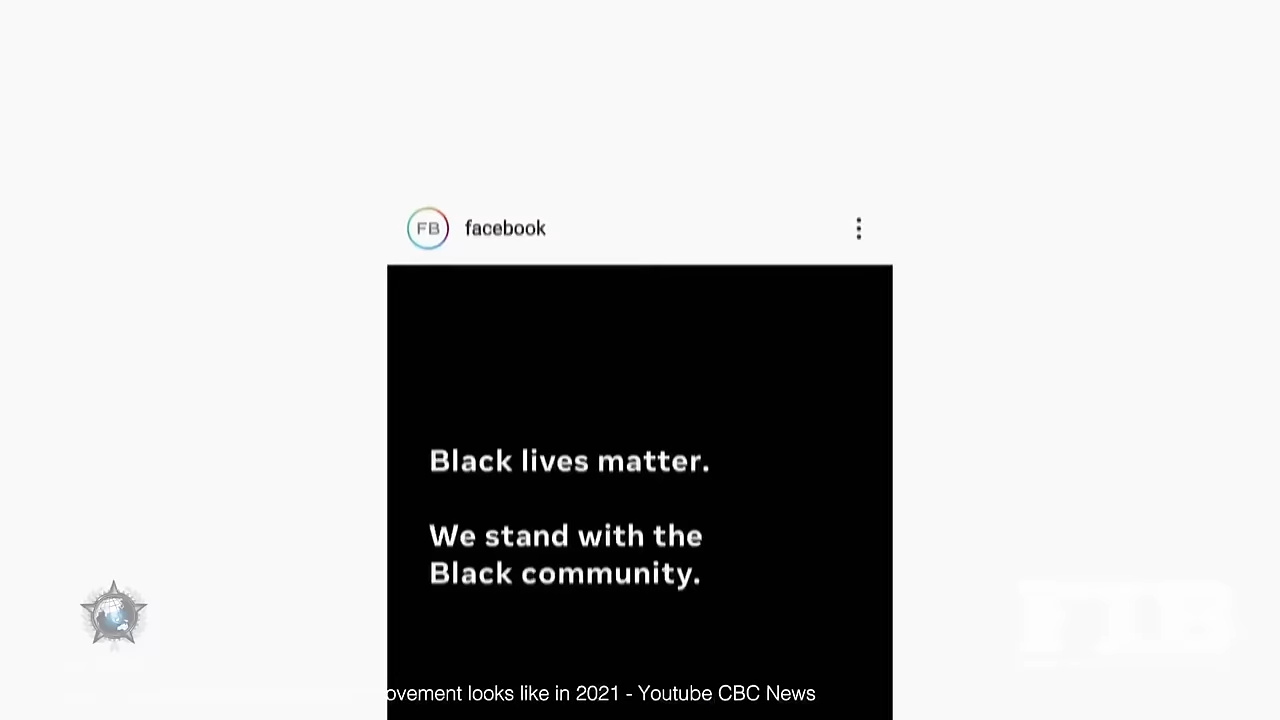 FB facebook
Black lives matter.
We stand with the
Black community.
FIB
ovement looks like in 2021 - Youtube CBC News